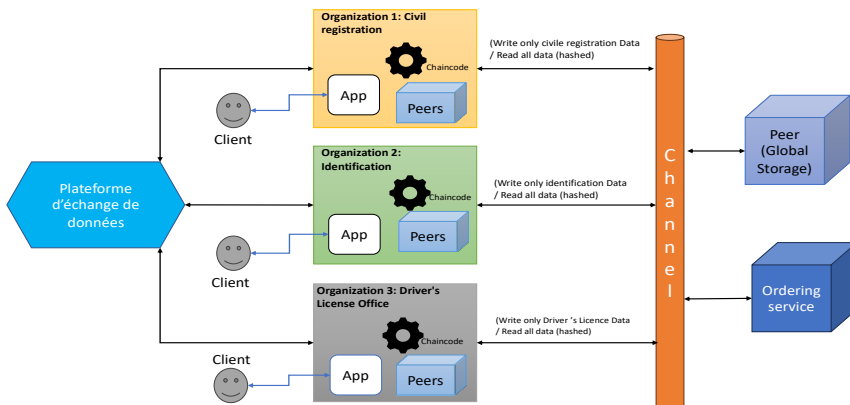 Organization 1: Civil
registration
Chaincode
App
Peers
Client
(Write only civile registration Data
/ Read all data (hashed)
Plateforme
d'échange de
données
Organization 2:
Identification
Chaincode
App
Peers
Client
(Write only identification Data
/ Read all data (hashed)
Organization 3: Driver's
License Office
Chaincode
App
Peers
Client
(Write only Driver 's Licence Data
/ Read all data (hashed)
Channel
Peer
(Global
Storage)
Ordering
service